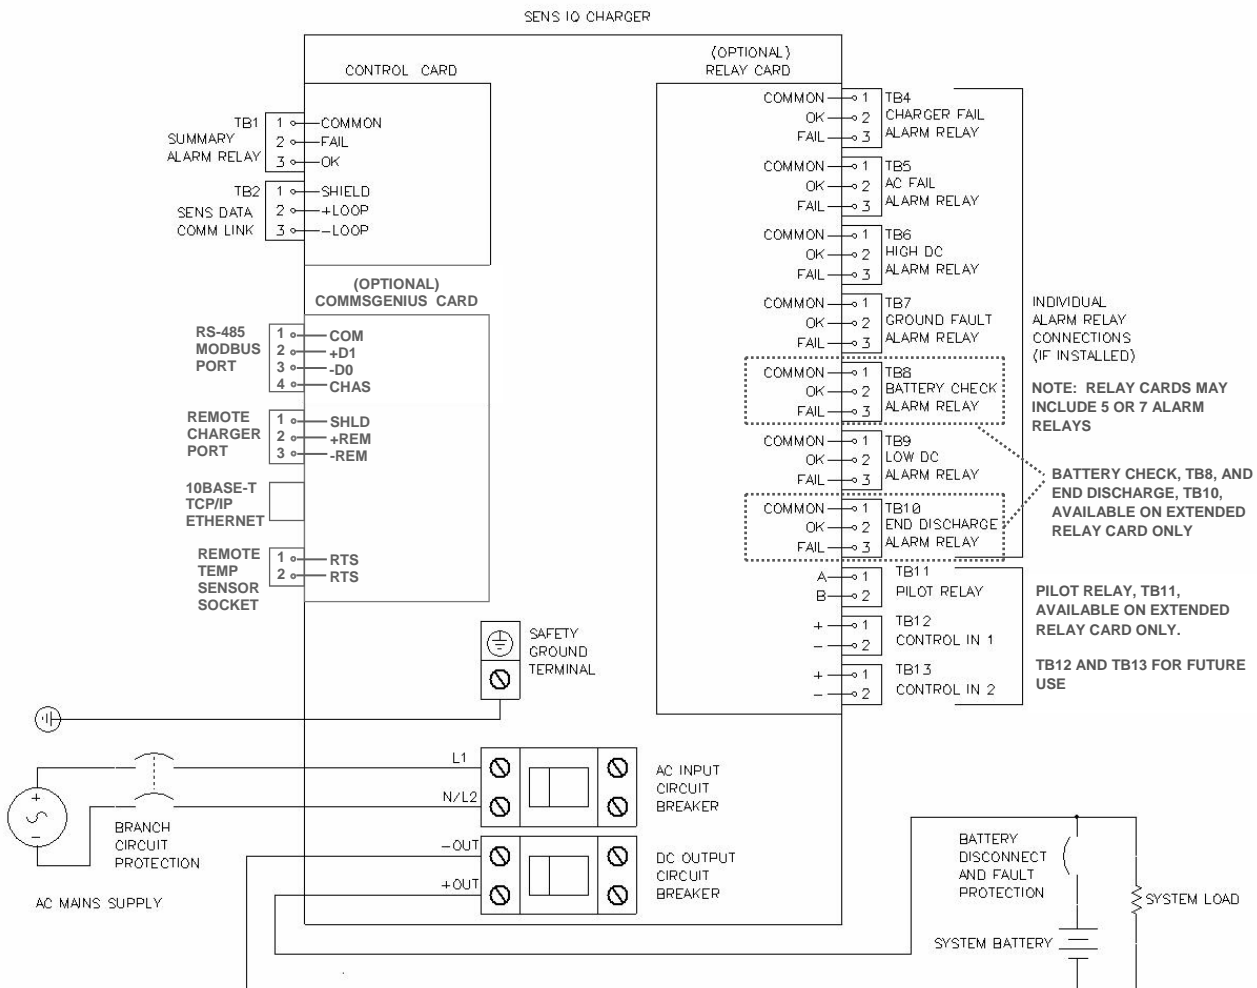 SENS IQ CHARGER
CONTROL CARD
TB1
SUMMARY
ALARM RELAY
1 COMMON
2 FAIL
3 OK
TB2
SENS DATA
COMM LINK
1 SHIELD
2 +LOOP
3 -LOOP
(OPTIONAL)
COMMSGENIUS CARD
RS-485
MODBUS
PORT
1 COM
2 +D1
3 -D0
4 CHAS
REMOTE
CHARGER
PORT
1 SHLD
2 +REM
3 -REM
10BASE-T
TCP/IP
ETHERNET
REMOTE
TEMP
SENSOR
SOCKET
1 RTS
2 RTS
(OPTIONAL)
RELAY CARD
COMMON 1 TB4
OK 2 CHARGER FAIL
FAIL 3 ALARM RELAY
COMMON 1 TB5
OK 2 AC FAIL
FAIL 3 ALARM RELAY
COMMON 1 TB6
OK 2 HIGH DC
FAIL 3 ALARM RELAY
COMMON 1 TB7
OK 2 GROUND FAULT
FAIL 3 ALARM RELAY
COMMON 1 TB8
OK 2 BATTERY CHECK
FAIL 3 ALARM RELAY
COMMON 1 TB9
OK 2 LOW DC
FAIL 3 ALARM RELAY
COMMON 1 TB10
OK 2 END DISCHARGE
FAIL 3 ALARM RELAY
A 1 TB11
B 2 PILOT RELAY
+ 1 TB12
- 2 CONTROL IN 1
+ 1 TB13
- 2 CONTROL IN 2
INDIVIDUAL
ALARM RELAY
CONNECTIONS
(IF INSTALLED)
NOTE: RELAY CARDS MAY
INCLUDE 5 OR 7 ALARM
RELAYS
BATTERY CHECK, TB8, AND
END DISCHARGE, TB10,
AVAILABLE ON EXTENDED
RELAY CARD ONLY
PILOT RELAY, TB11,
AVAILABLE ON EXTENDED
RELAY CARD ONLY.
TB12 AND TB13 FOR FUTURE
USE
SAFETY
GROUND
TERMINAL
L1
N/L2
AC INPUT
CIRCUIT
BREAKER
+
-
BRANCH
CIRCUIT
PROTECTION
AC MAINS SUPPLY
-OUT
+OUT
DC OUTPUT
CIRCUIT
BREAKER
BATTERY
DISCONNECT
AND FAULT
PROTECTION
SYSTEM LOAD
SYSTEM BATTERY